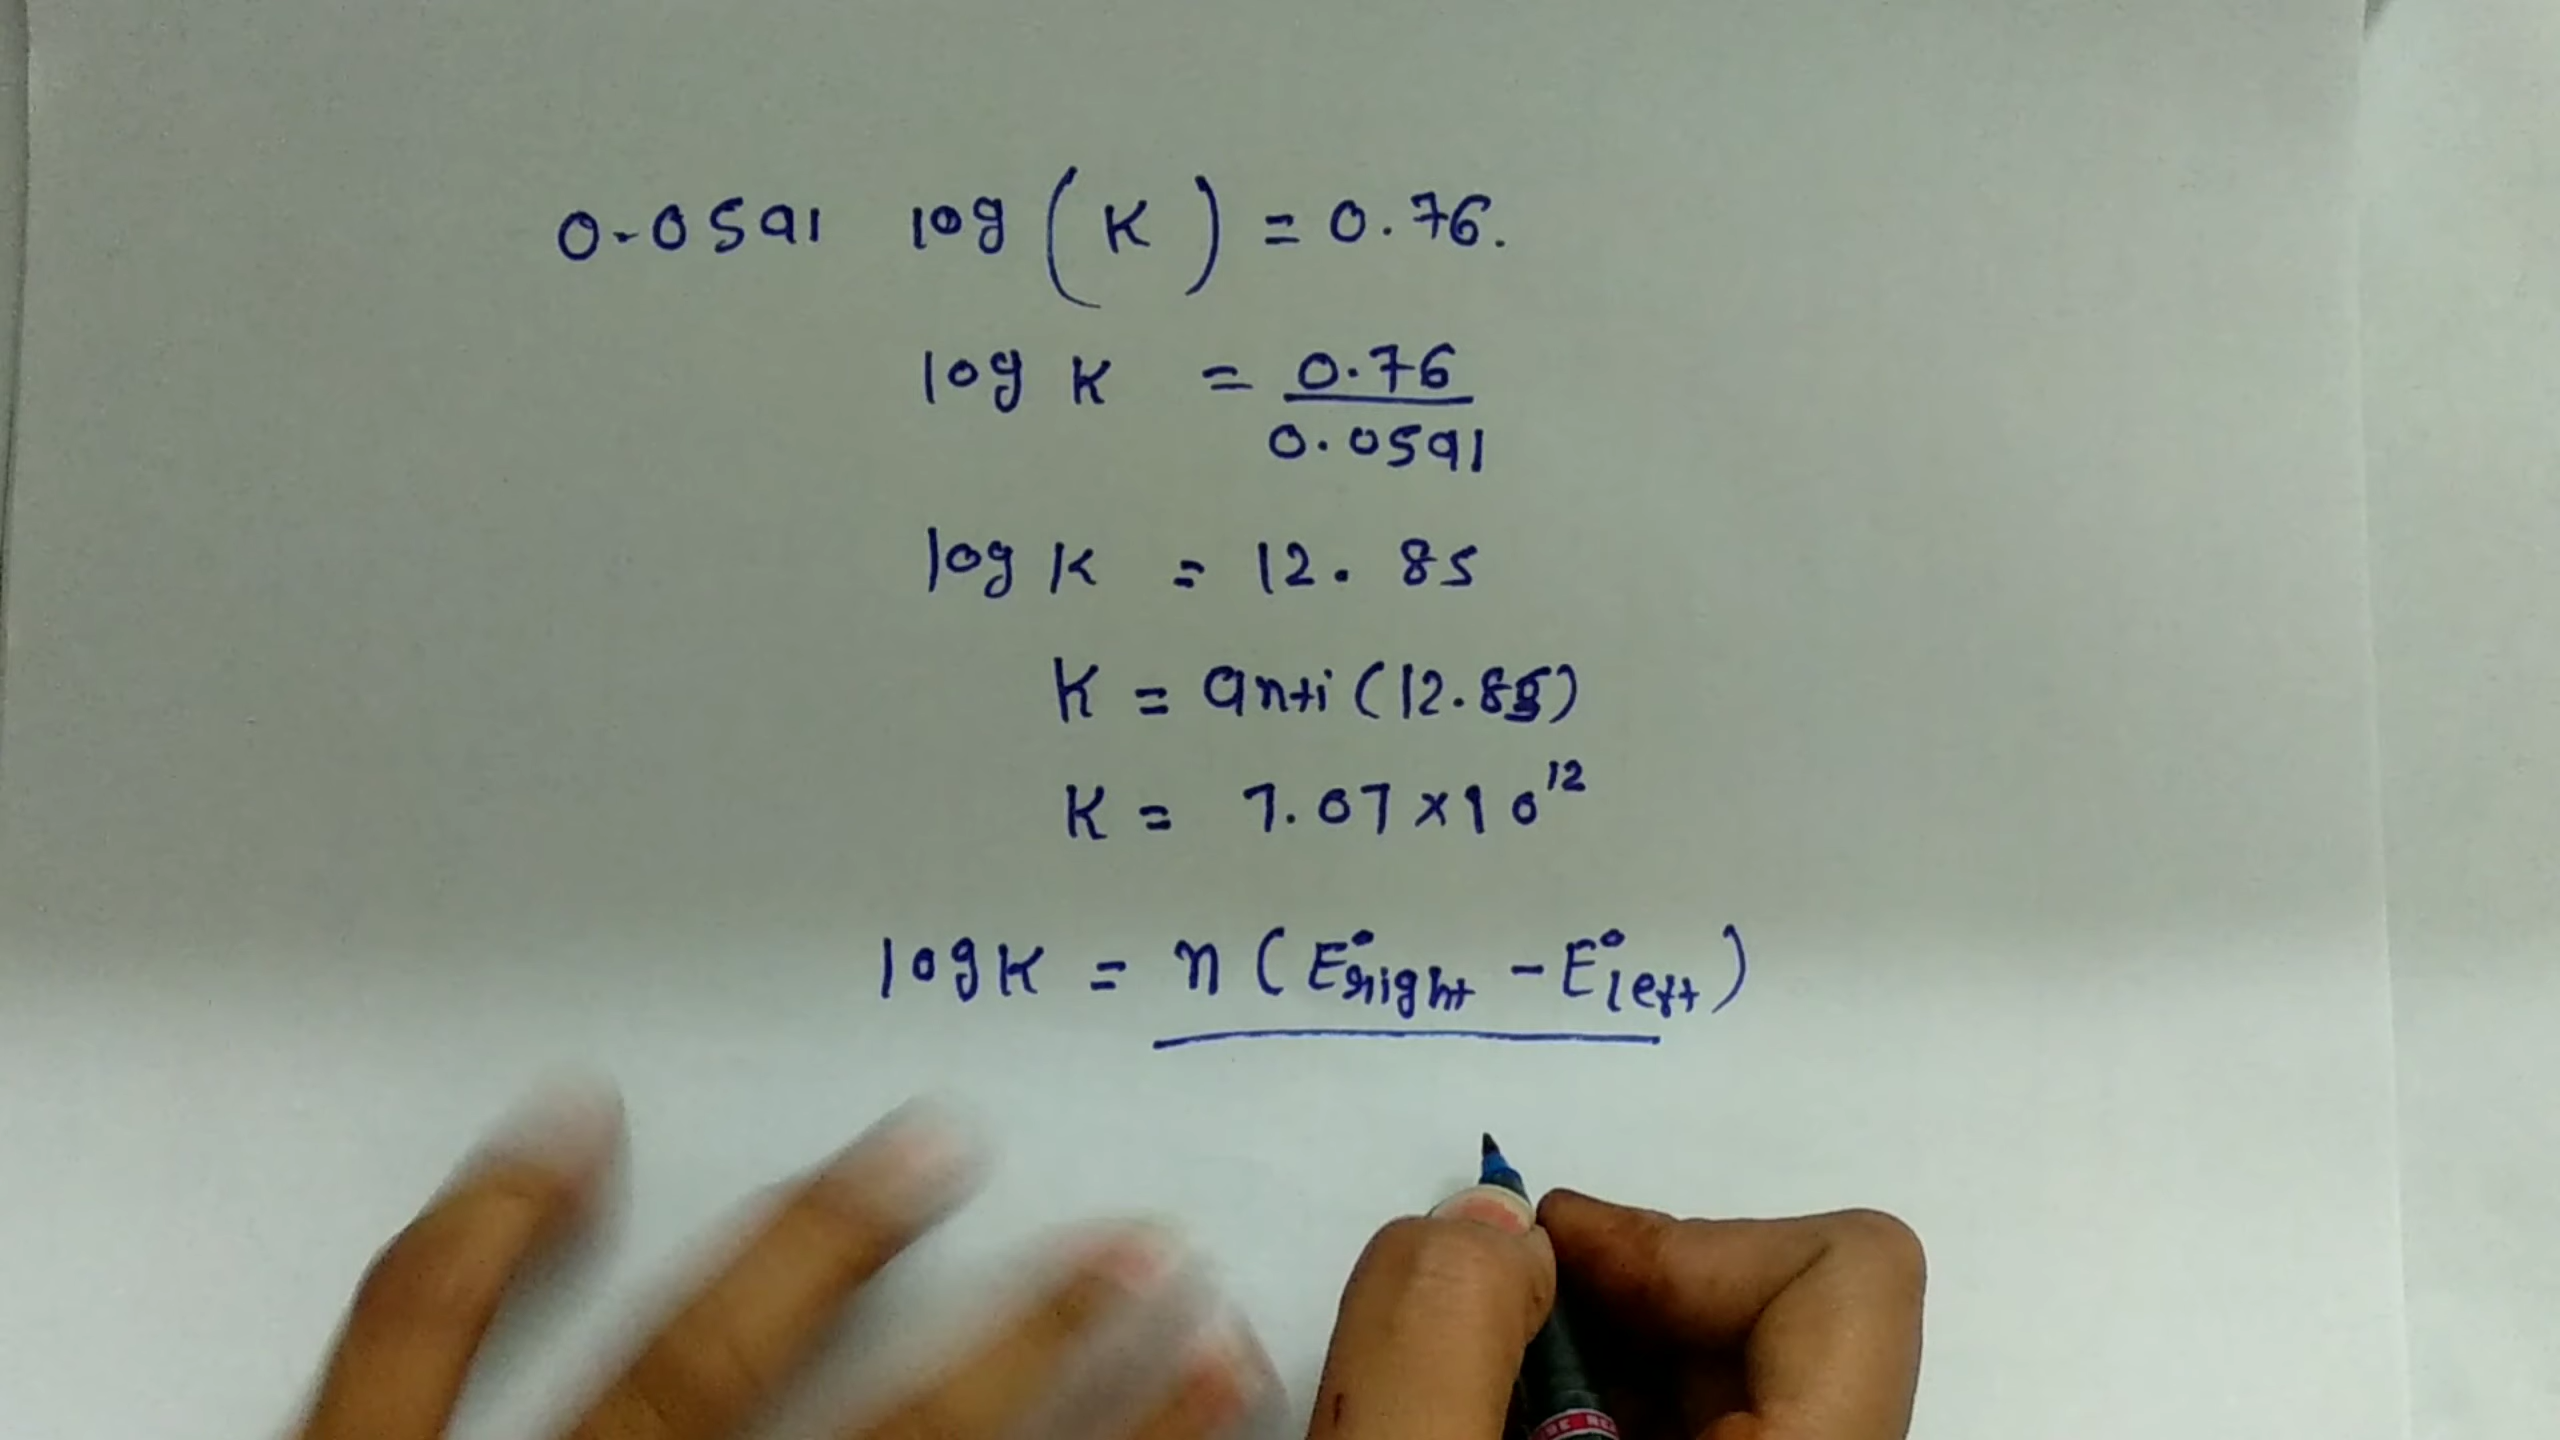 0.0591 log (K) = 0.76.
log K = 0.76
0.0591
log K = 12.85
K = anti (12.85)
K = 7.07 × 10¹²
log K = n (E°right - E°left)